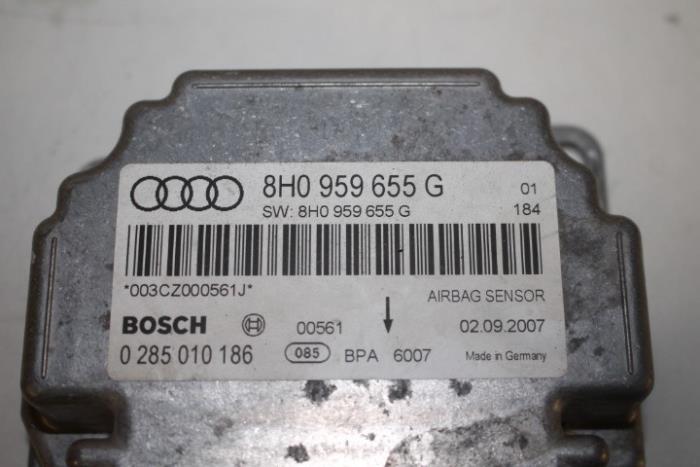 8H0 959 655 G 01
SW: 8H0 959 655 G 184
*003CZ000561J*
AIRBAG SENSOR
BOSCH 00561 02.09.2007
0 285 010 186 085 BPA 6007 Made in Germany